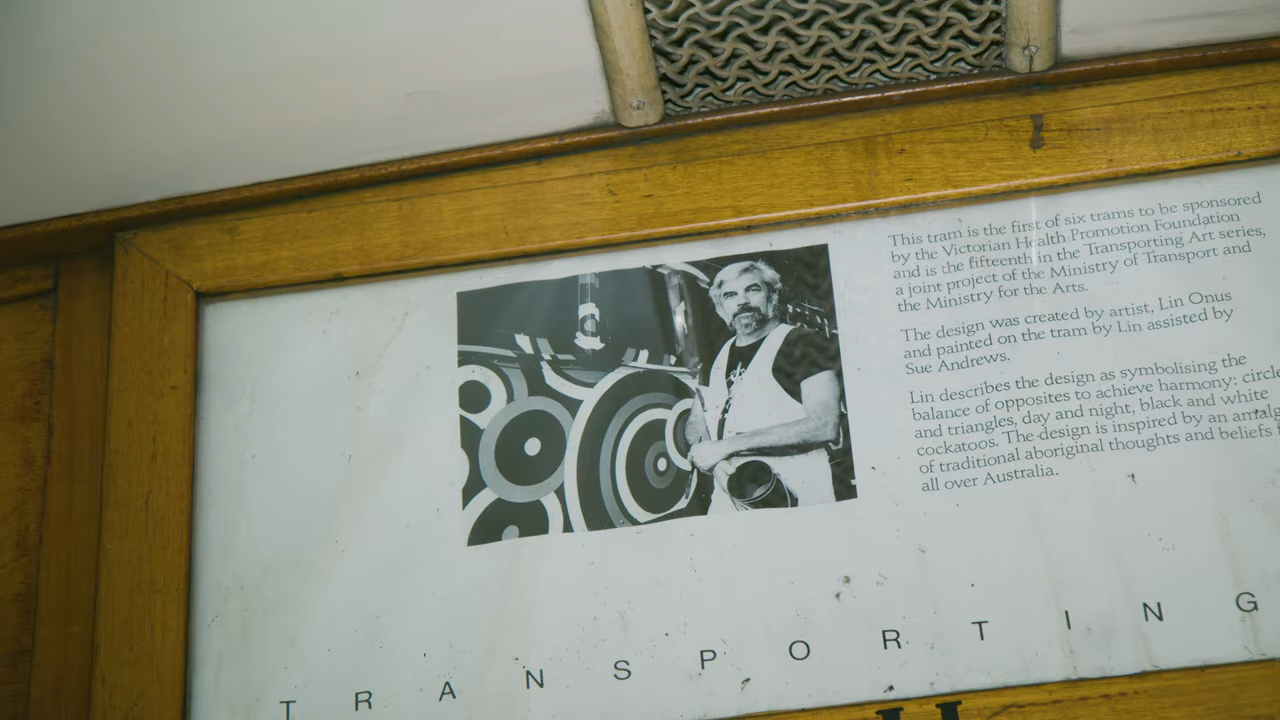 This tram is the first of six trams to be sponsored
by the Victorian Health Promotion Foundation
and is the fifteenth in the Transporting Art series,
a joint project of the Ministry of Transport and
the Ministry for the Arts.
The design was created by artist, Lin Onus
and painted on the tram by Lin assisted by
Sue Andrews.
Lin describes the design as symbolising the
balance of opposites to achieve harmony: circle
and triangles, day and night, black and white
cockatoos. The design is inspired by an
of traditional aboriginal thoughts and beliefs
all over Australia.
TRANSPORTING